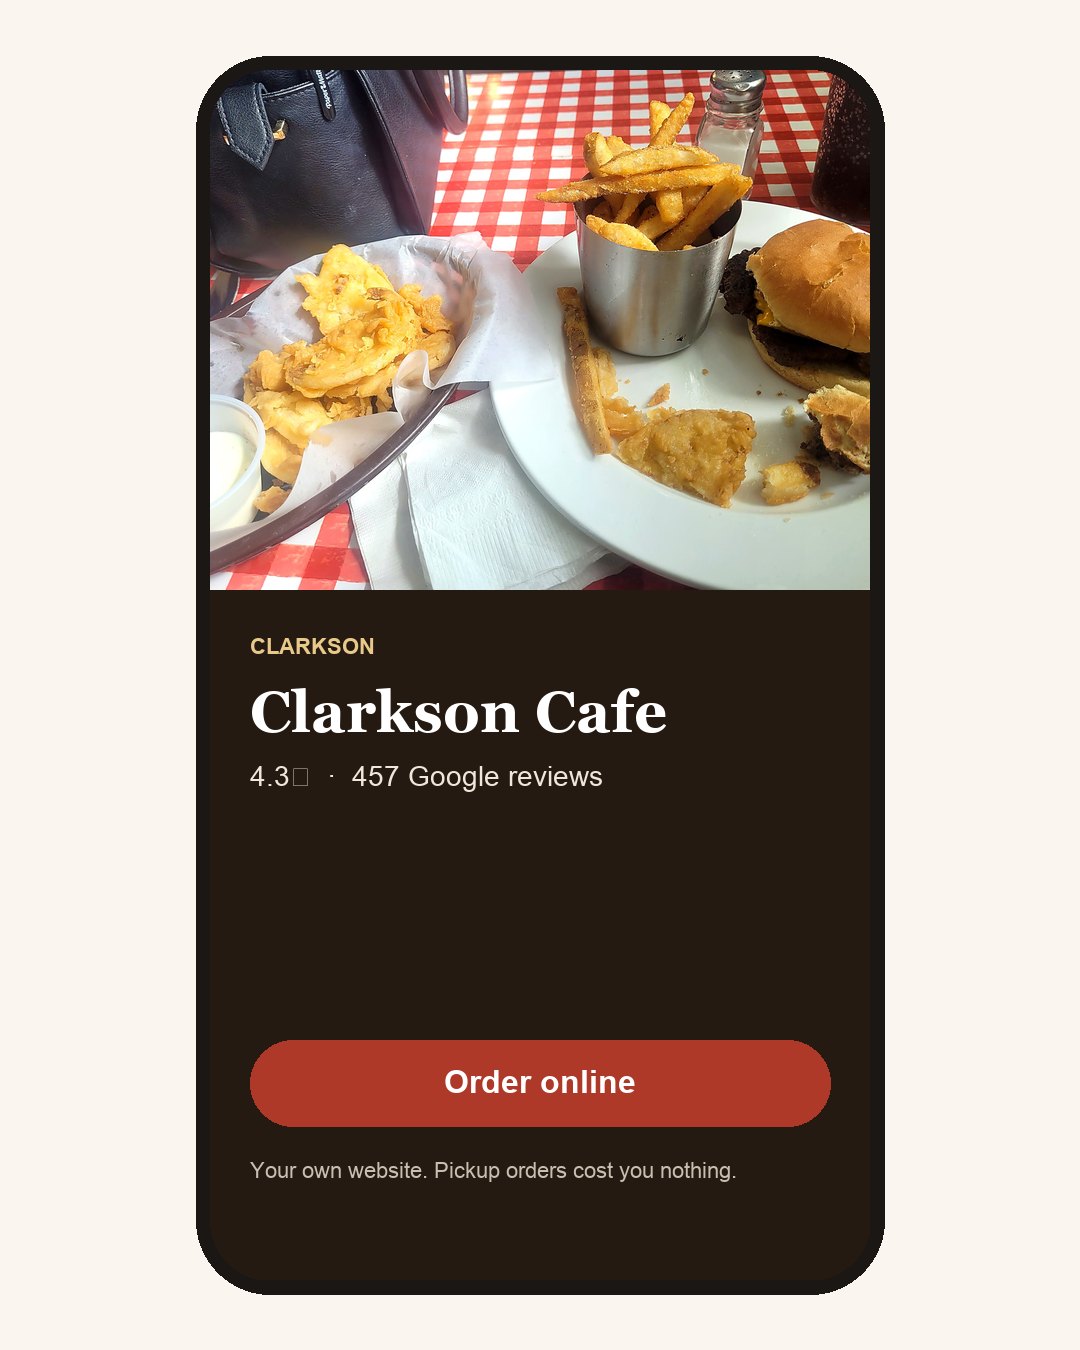 CLARKSON
Clarkson Cafe
4.3□ · 457 Google reviews
Order online
Your own website. Pickup orders cost you nothing.